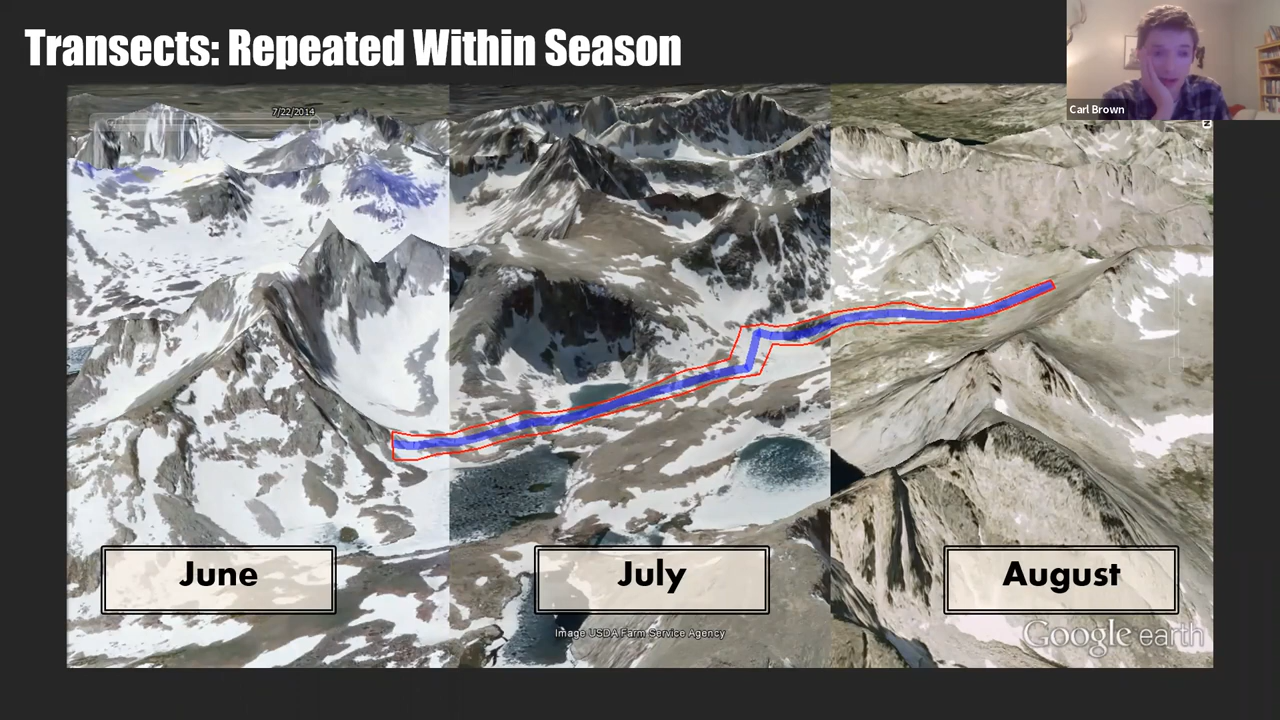 Transects: Repeated Within Season
Carl Brown
7/22/2014
June
July
August
Image USDA Farm Service Agency
Google earth